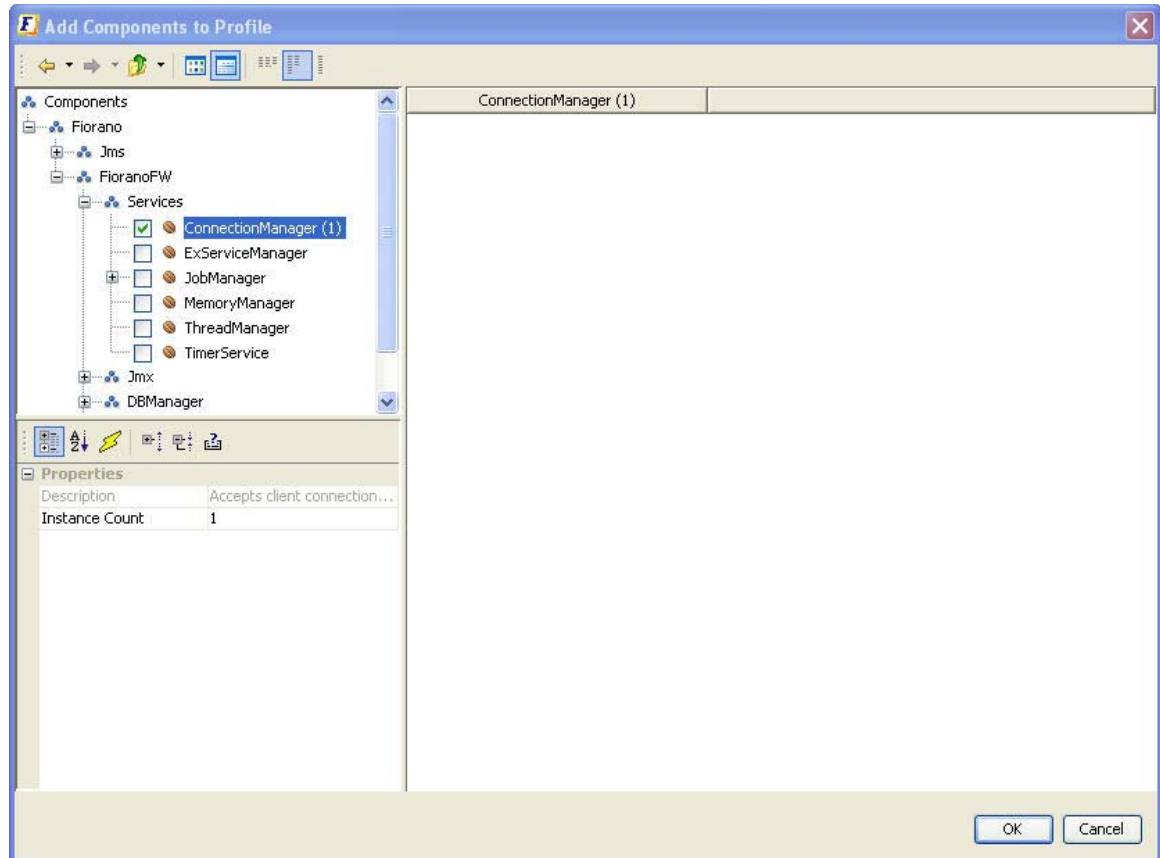 Add Components to Profile
Components
Fiorano
Jms
FioranoFW
Services
ConnectionManager (1)
ExServiceManager
JobManager
MemoryManager
ThreadManager
TimerService
Jmx
DBManager
ConnectionManager (1)
Properties
Description Accepts client connection...
Instance Count 1
OK Cancel